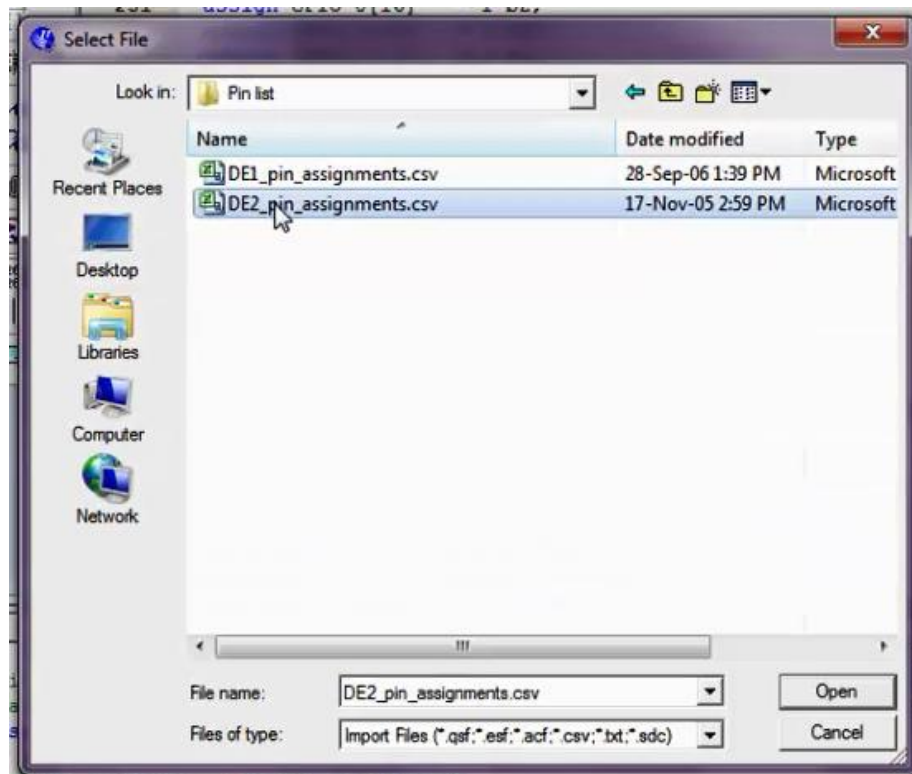 Select File
Look in: Pin list
Name Date modified Type
DE1_pin_assignments.csv 28-Sep-06 1:39 PM Microsoft
DE2_pin_assignments.csv 17-Nov-05 2:59 PM Microsoft
Recent Places
Desktop
Libraries
Computer
Network
File name: DE2_pin_assignments.csv Open
Files of type: Import Files (*.qsf;*.esf;*.acf;*.csv;*.txt;*.sdc) Cancel